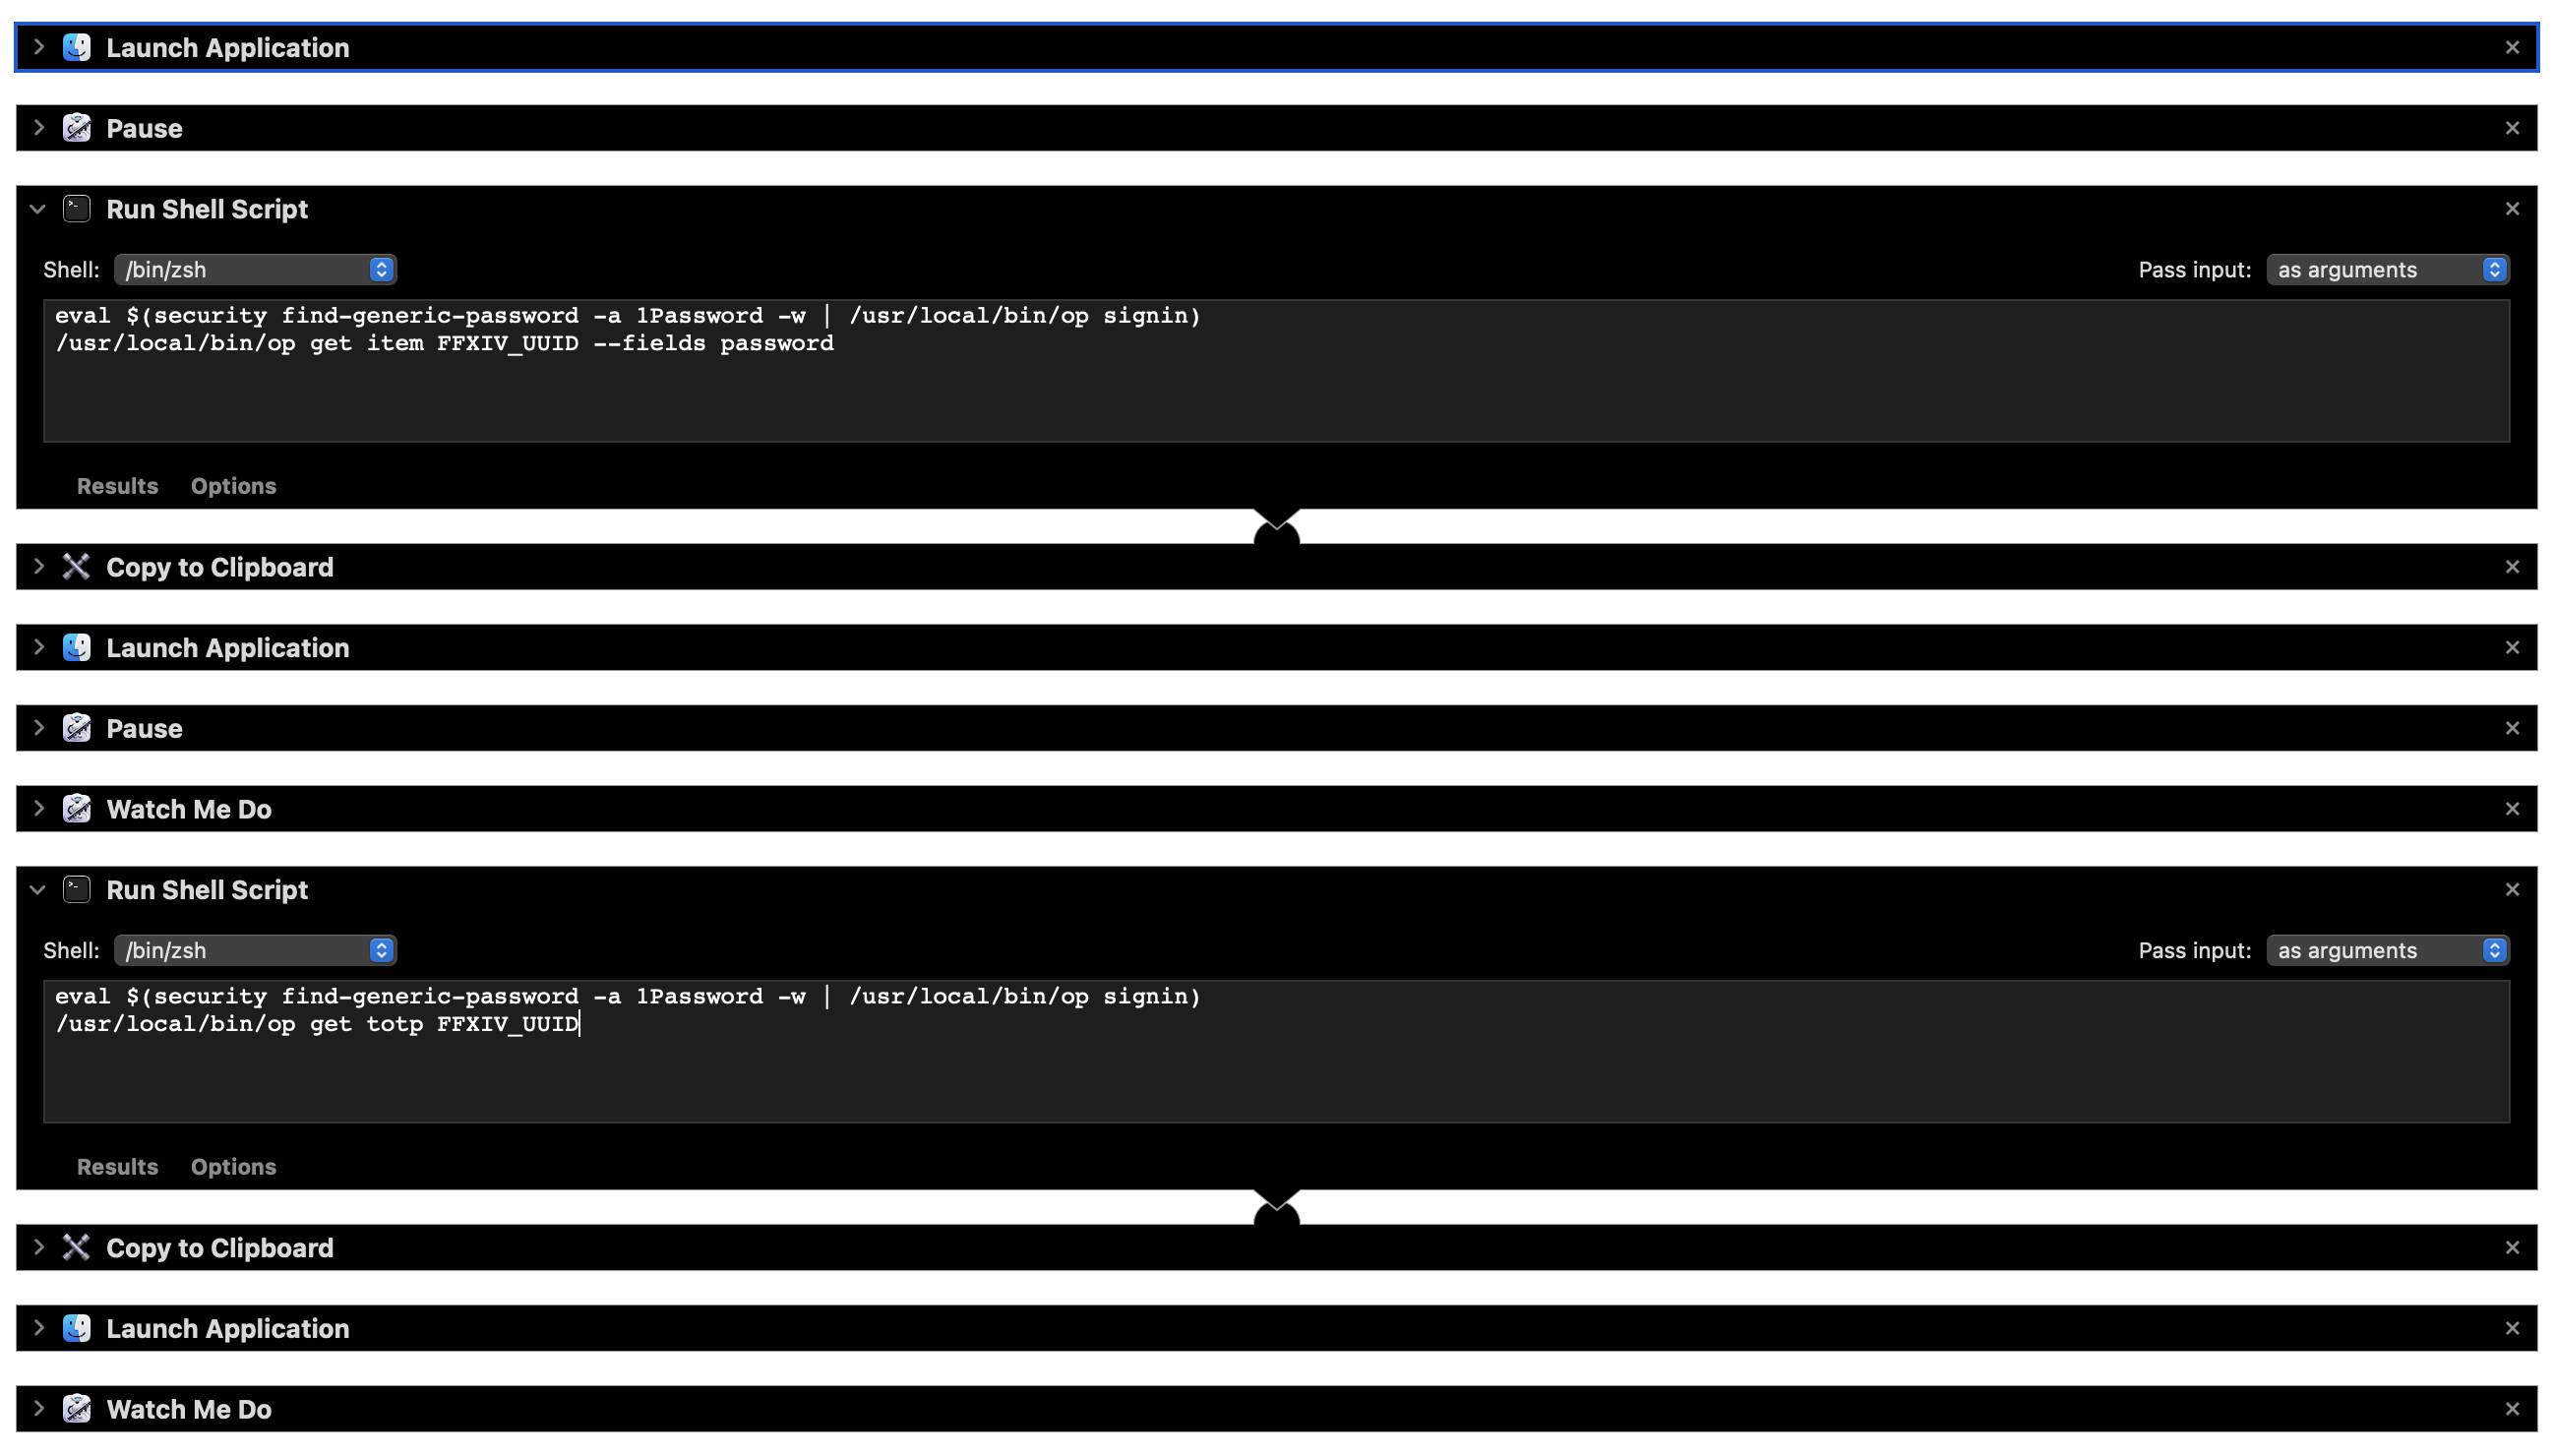 Launch Application
Pause
Run Shell Script
Shell: /bin/zsh Pass input: as arguments
eval $(security find-generic-password -a 1Password -w | /usr/local/bin/op signin)
/usr/local/bin/op get item FFXIV_UUID --fields password
Results Options
Copy to Clipboard
Launch Application
Pause
Watch Me Do
Run Shell Script
Shell: /bin/zsh Pass input: as arguments
eval $(security find-generic-password -a 1Password -w | /usr/local/bin/op signin)
/usr/local/bin/op get totp FFXIV_UUID
Results Options
Copy to Clipboard
Launch Application
Watch Me Do